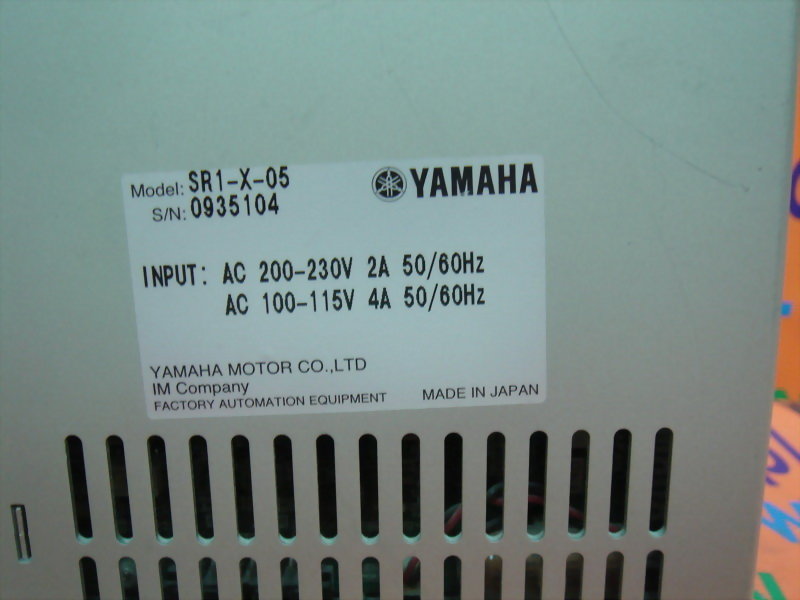 Model: SR1-X-05
YAMAHA
S/N: 0935104
INPUT: AC 200-230V 2A 50/60Hz
AC 100-115V 4A 50/60Hz
YAMAHA MOTOR CO.,LTD
IM Company
FACTORY AUTOMATION EQUIPMENT
MADE IN JAPAN